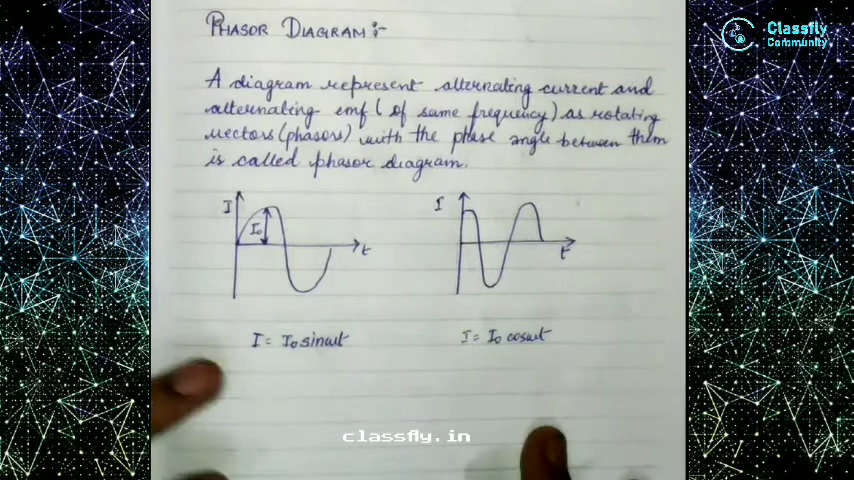 PHASOR DIAGRAM :-
Classfly
Community
A diagram represent alternating current and
alternating emf ( of same frequency) as rotating
vectors (phasors) with the phase angle between them
is called phasor diagram.
I
I₀
t
I
t
I = I₀ sinωt
I = I₀ cosωt
classfly.in